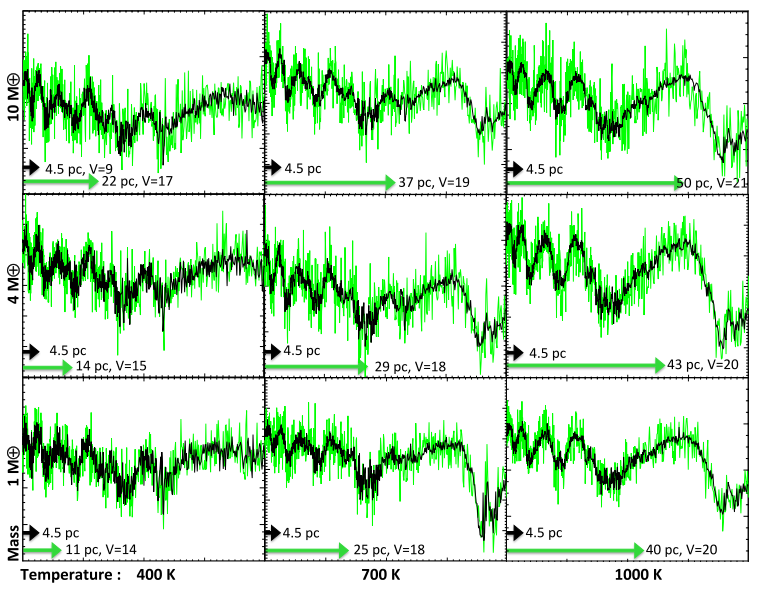 10 M⊕
4.5 pc, V=9
22 pc, V=17
4.5 pc
37 pc, V=19
4.5 pc
50 pc, V=21
4 M⊕
4.5 pc
14 pc, V=15
4.5 pc
29 pc, V=18
4.5 pc
43 pc, V=20
1 M⊕
4.5 pc
11 pc, V=14
4.5 pc
25 pc, V=18
4.5 pc
40 pc, V=20
Mass
Temperature : 400 K 700 K 1000 K